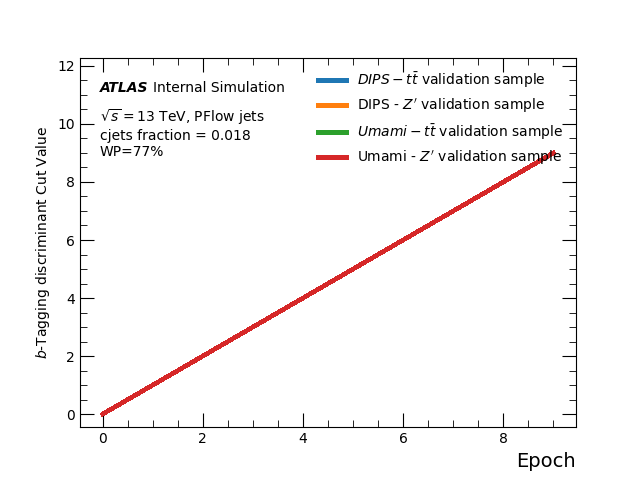 ATLAS Internal Simulation
√s = 13 TeV, PFlow jets
cjets fraction = 0.018
WP=77%
DIPS − tt̄ validation sample
DIPS - Z′ validation sample
Umami − tt̄ validation sample
Umami - Z′ validation sample
b-Tagging discriminant Cut Value
12
10
8
6
4
2
0
0 2 4 6 8
Epoch